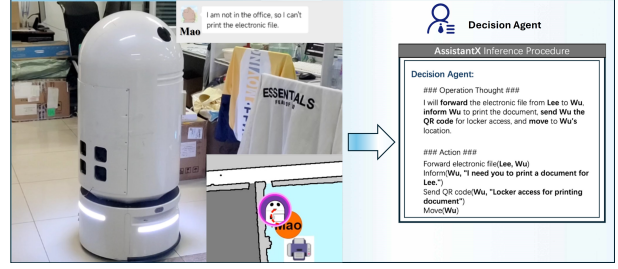 I am not in the office, so I can't
print the electronic file.
Mao
ESSENTIALS
Mao
Decision Agent
AssistantX Inference Procedure
Decision Agent:
### Operation Thought ###
I will forward the electronic file from Lee to Wu,
inform Wu to print the document, send Wu the
QR code for locker access, and move to Wu's
location.
### Action ###
Forward electronic file(Lee, Wu)
Inform(Wu, "I need you to print a document for
Lee.")
Send QR code(Wu, "Locker access for printing
document")
Move(Wu)